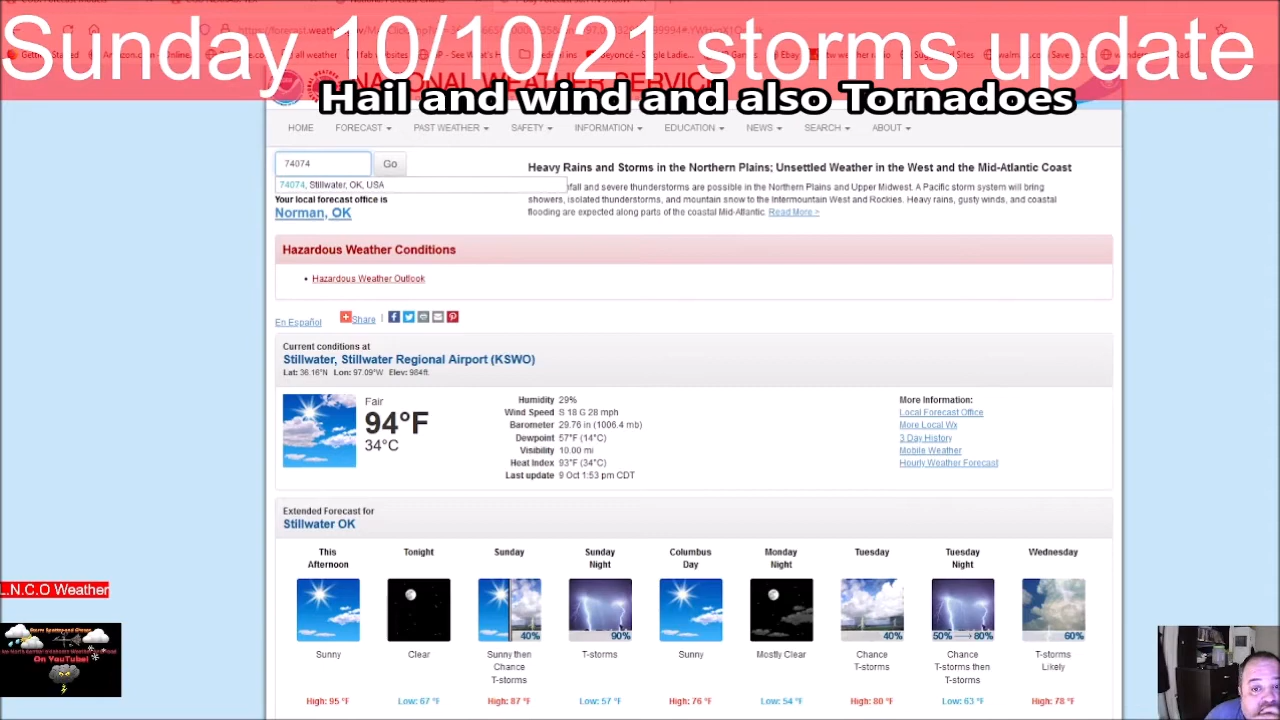 Sunday 10/10/21 storms update
Hail and wind and also Tornadoes
NATIONAL WEATHER SERVICE
HOME FORECAST PAST WEATHER SAFETY INFORMATION EDUCATION NEWS SEARCH ABOUT
74074 Go
74074, Stillwater, OK, USA
Your local forecast office is
Norman, OK
Heavy Rains and Storms in the Northern Plains; Unsettled Weather in the West and the Mid-Atlantic Coast
fall and severe thunderstorms are possible in the Northern Plains and Upper Midwest. A Pacific storm system will bring
showers, isolated thunderstorms, and mountain snow to the Intermountain West and Rockies. Heavy rains, gusty winds, and coastal
flooding are expected along parts of the coastal Mid-Atlantic. Read More >
Hazardous Weather Conditions
• Hazardous Weather Outlook
En Español Share |
Current conditions at
Stillwater, Stillwater Regional Airport (KSWO)
Lat: 36.16°N Lon: 97.09°W Elev: 984ft.
Fair
94°F
34°C
Humidity 29%
Wind Speed S 18 G 28 mph
Barometer 29.76 in (1006.4 mb)
Dewpoint 57°F (14°C)
Visibility 10.00 mi
Heat Index 93°F (34°C)
Last update 9 Oct 1:53 pm CDT
More Information:
Local Forecast Office
More Local Wx
3 Day History
Mobile Weather
Hourly Weather Forecast
Extended Forecast for
Stillwater OK
This Afternoon
Sunny
High: 95 °F
Tonight
Clear
Low: 67 °F
Sunday
40%
Sunny then
Chance
T-storms
High: 87 °F
Sunday Night
90%
T-storms
Low: 57 °F
Columbus Day
Sunny
High: 76 °F
Monday Night
Mostly Clear
Low: 54 °F
Tuesday
40%
Chance
T-storms
High: 80 °F
Tuesday Night
50% 80%
Chance
T-storms then
T-storms
Low: 63 °F
Wednesday
60%
T-storms
Likely
High: 78 °F
L.N.C.O Weather
On YouTube!